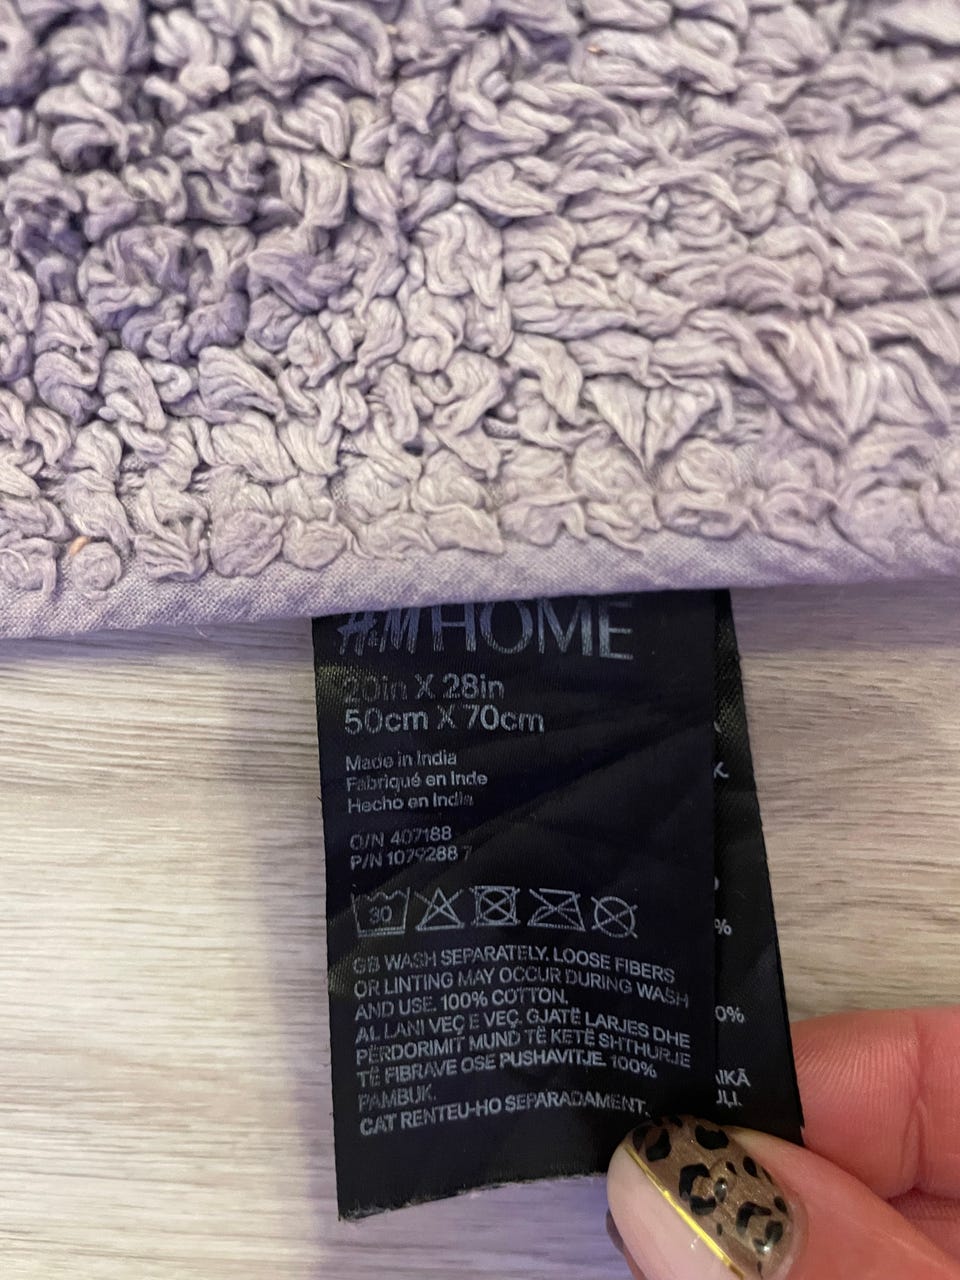 H&M HOME
20in X 28in
50cm X 70cm
Made in India
Fabriqué en Inde
Hecho en India
O/N 407188
P/N 1079288 7
30
GB WASH SEPARATELY. LOOSE FIBERS
OR LINTING MAY OCCUR DURING WASH
AND USE. 100% COTTON.
AL LANI VEÇ E VEÇ. GJATË LARJES DHE
PËRDORIMIT MUND TË KETË SHTHURJE
TË FIBRAVE OSE PUSHAVITJE. 100%
PAMBUK.
CAT RENTEU-HO SEPARADAMENT.